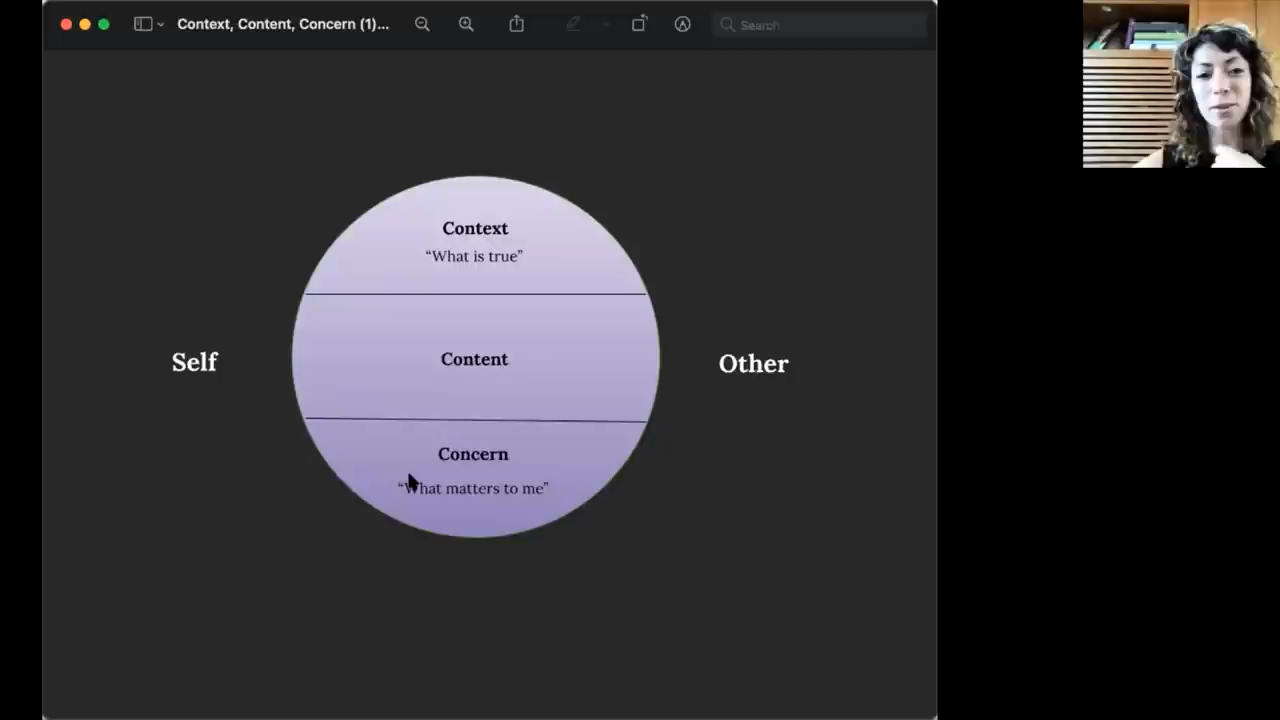 Context, Content, Concern (1)...
Search
Context
“What is true”
Self
Content
Other
Concern
“What matters to me”